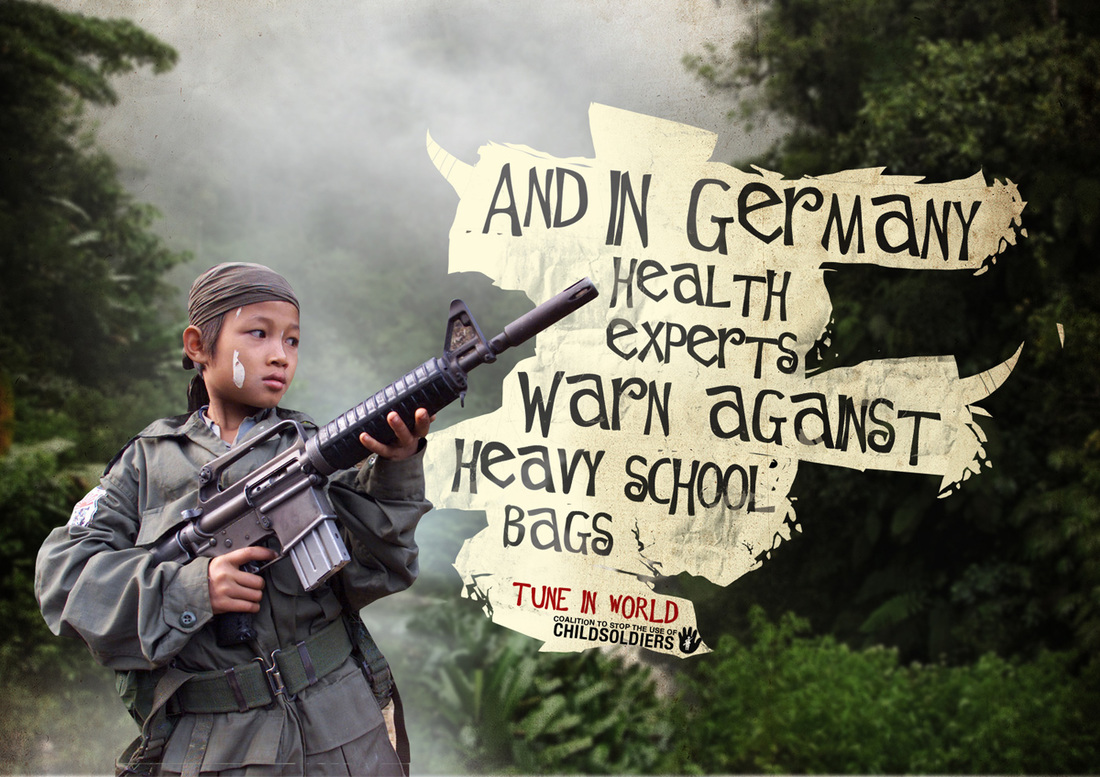 AND IN GERMANY
HEALTH
EXPERTS
WARN AGAINST
HEAVY SCHOOL
BAGS
TUNE IN WORLD
COALITION TO STOP THE USE OF
CHILDSOLDIERS